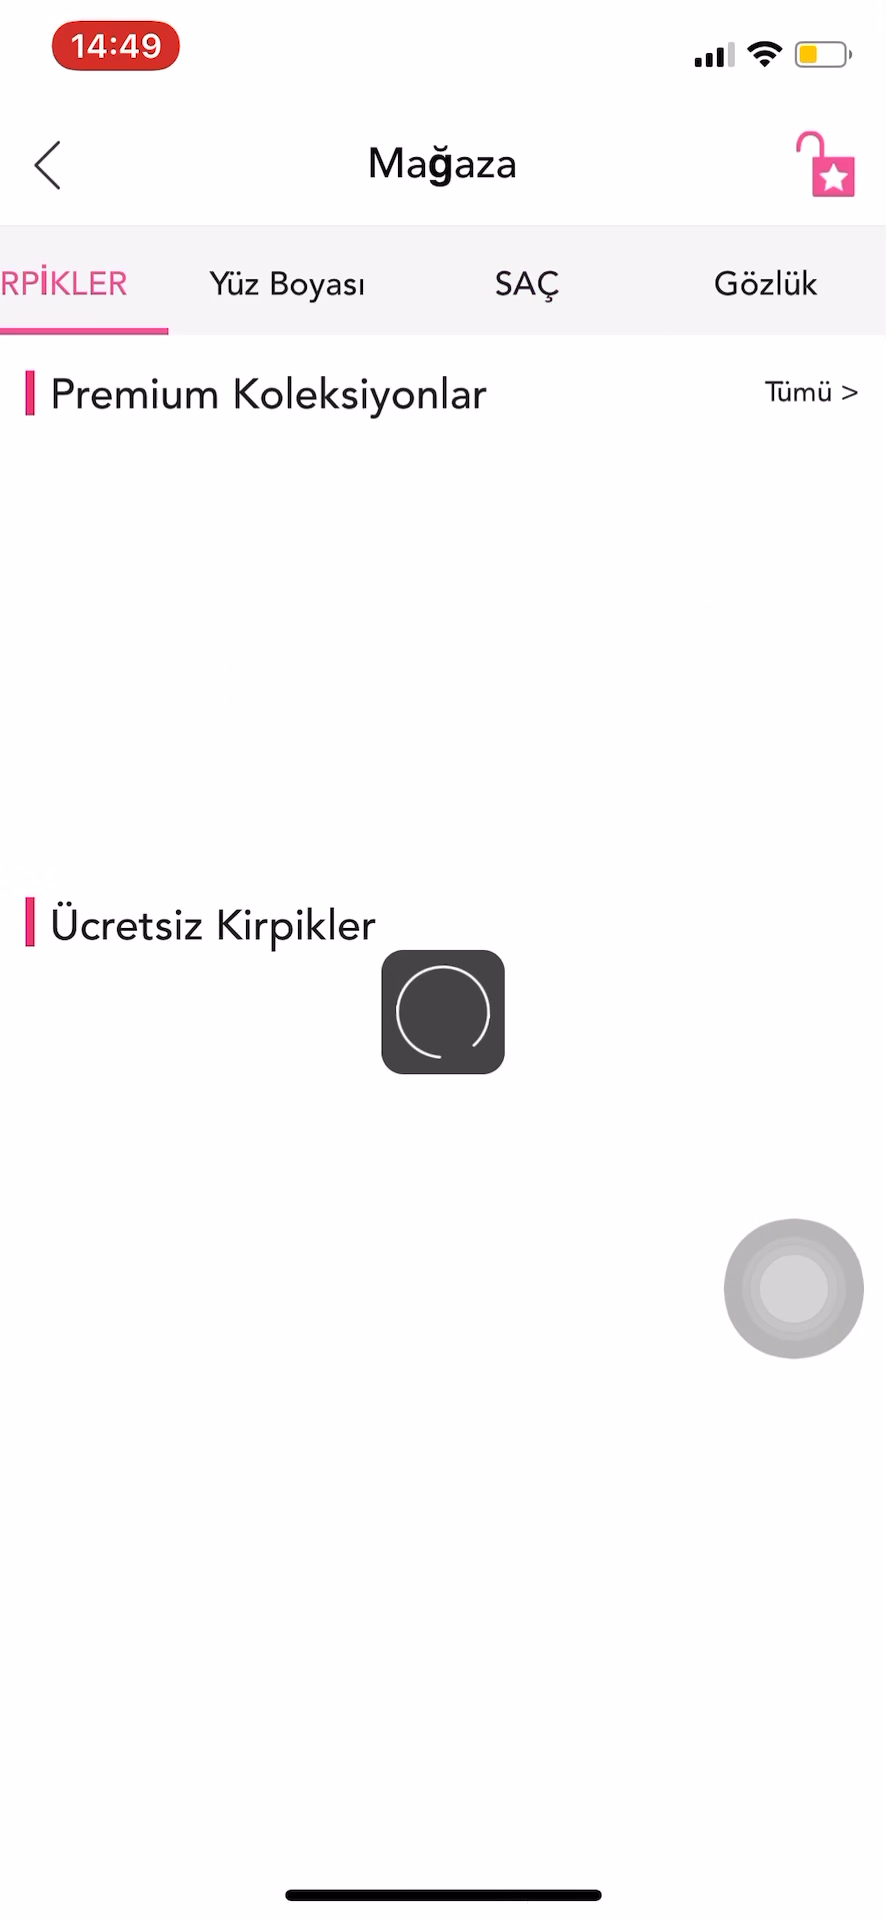 14:49
Mağaza
RPİKLER Yüz Boyası SAÇ Gözlük
Premium Koleksiyonlar Tümü >
Ücretsiz Kirpikler